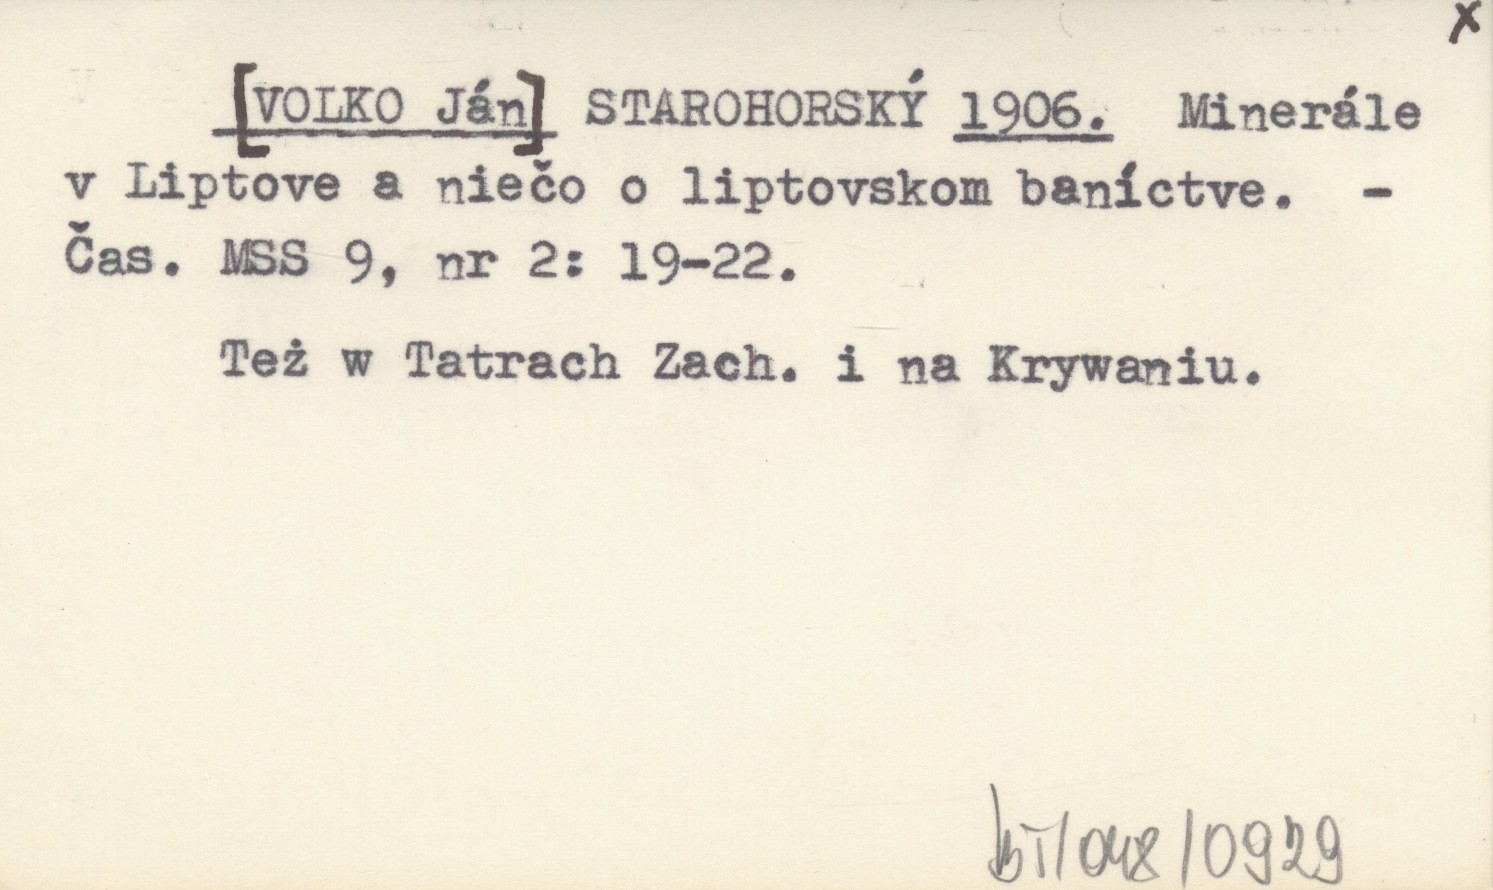 x
[VOLKO Ján] STAROHORSKÝ 1906. Minerále
v Liptove a niečo o liptovskom baníctve. -
Čas. MSS 9, nr 2: 19-22.
Też w Tatrach Zach. i na Krywaniu.
BT/048/0929